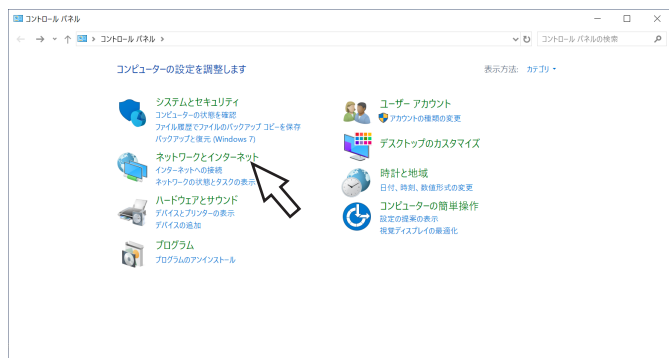 コントロール パネル
コントロール パネル
コントロール パネルの検索
コンピューターの設定を調整します
表示方法: カテゴリ
システムとセキュリティ
コンピューターの状態を確認
ファイル履歴でファイルのバックアップ コピーを保存
バックアップと復元 (Windows 7)
ネットワークとインターネット
インターネットへの接続
ネットワークの状態とタスクの表示
ハードウェアとサウンド
デバイスとプリンターの表示
デバイスの追加
プログラム
プログラムのアンインストール
ユーザー アカウント
アカウントの種類の変更
デスクトップのカスタマイズ
時計と地域
日付、時刻、数値形式の変更
コンピューターの簡単操作
設定の提案の表示
視覚ディスプレイの最適化